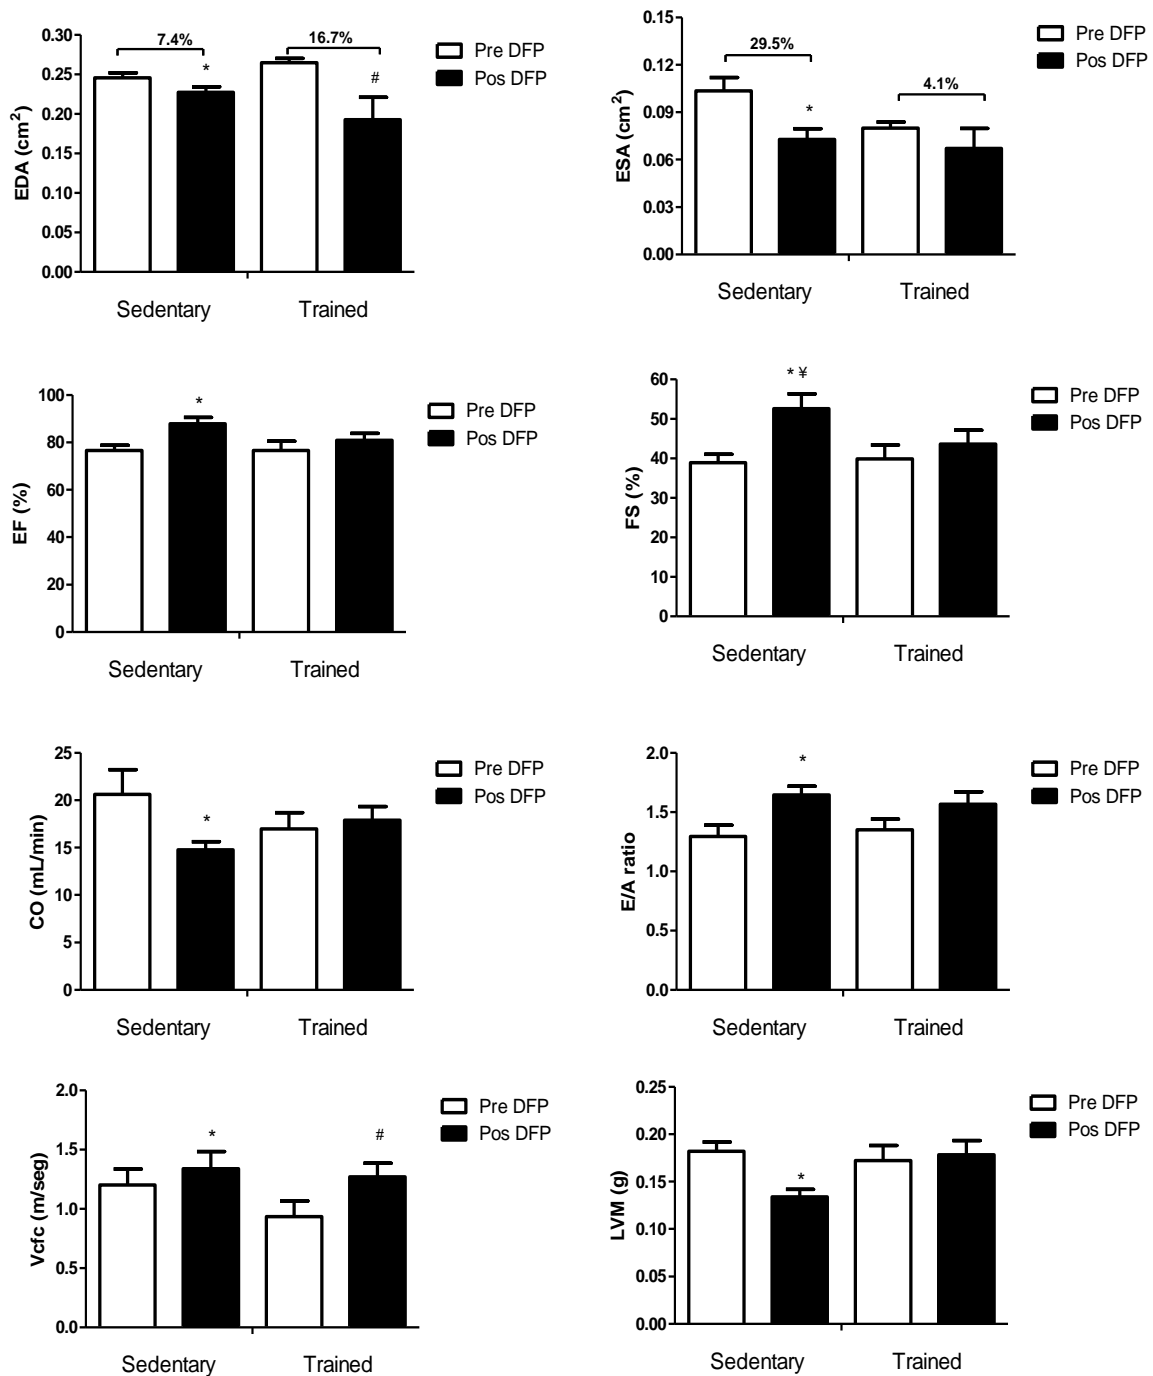 EDA (cm2)
0.30
0.25
0.20
0.15
0.10
0.05
0.00
7.4%
16.7%
*
#
Pre DFP
Pos DFP
Sedentary
Trained
ESA (cm2)
0.15
0.12
0.09
0.06
0.03
0.00
29.5%
4.1%
*
Pre DFP
Pos DFP
Sedentary
Trained
EF (%)
100
80
60
40
20
0
*
Pre DFP
Pos DFP
Sedentary
Trained
FS (%)
60
50
40
30
20
10
0
* ¥
Pre DFP
Pos DFP
Sedentary
Trained
CO (mL/min)
25
20
15
10
5
0
*
Pre DFP
Pos DFP
Sedentary
Trained
E/A ratio
2.0
1.5
1.0
0.5
0.0
*
Pre DFP
Pos DFP
Sedentary
Trained
Vcfc (m/seg)
2.0
1.5
1.0
0.5
0.0
*
#
Pre DFP
Pos DFP
Sedentary
Trained
LVM (g)
0.25
0.20
0.15
0.10
0.05
0.00
*
Pre DFP
Pos DFP
Sedentary
Trained